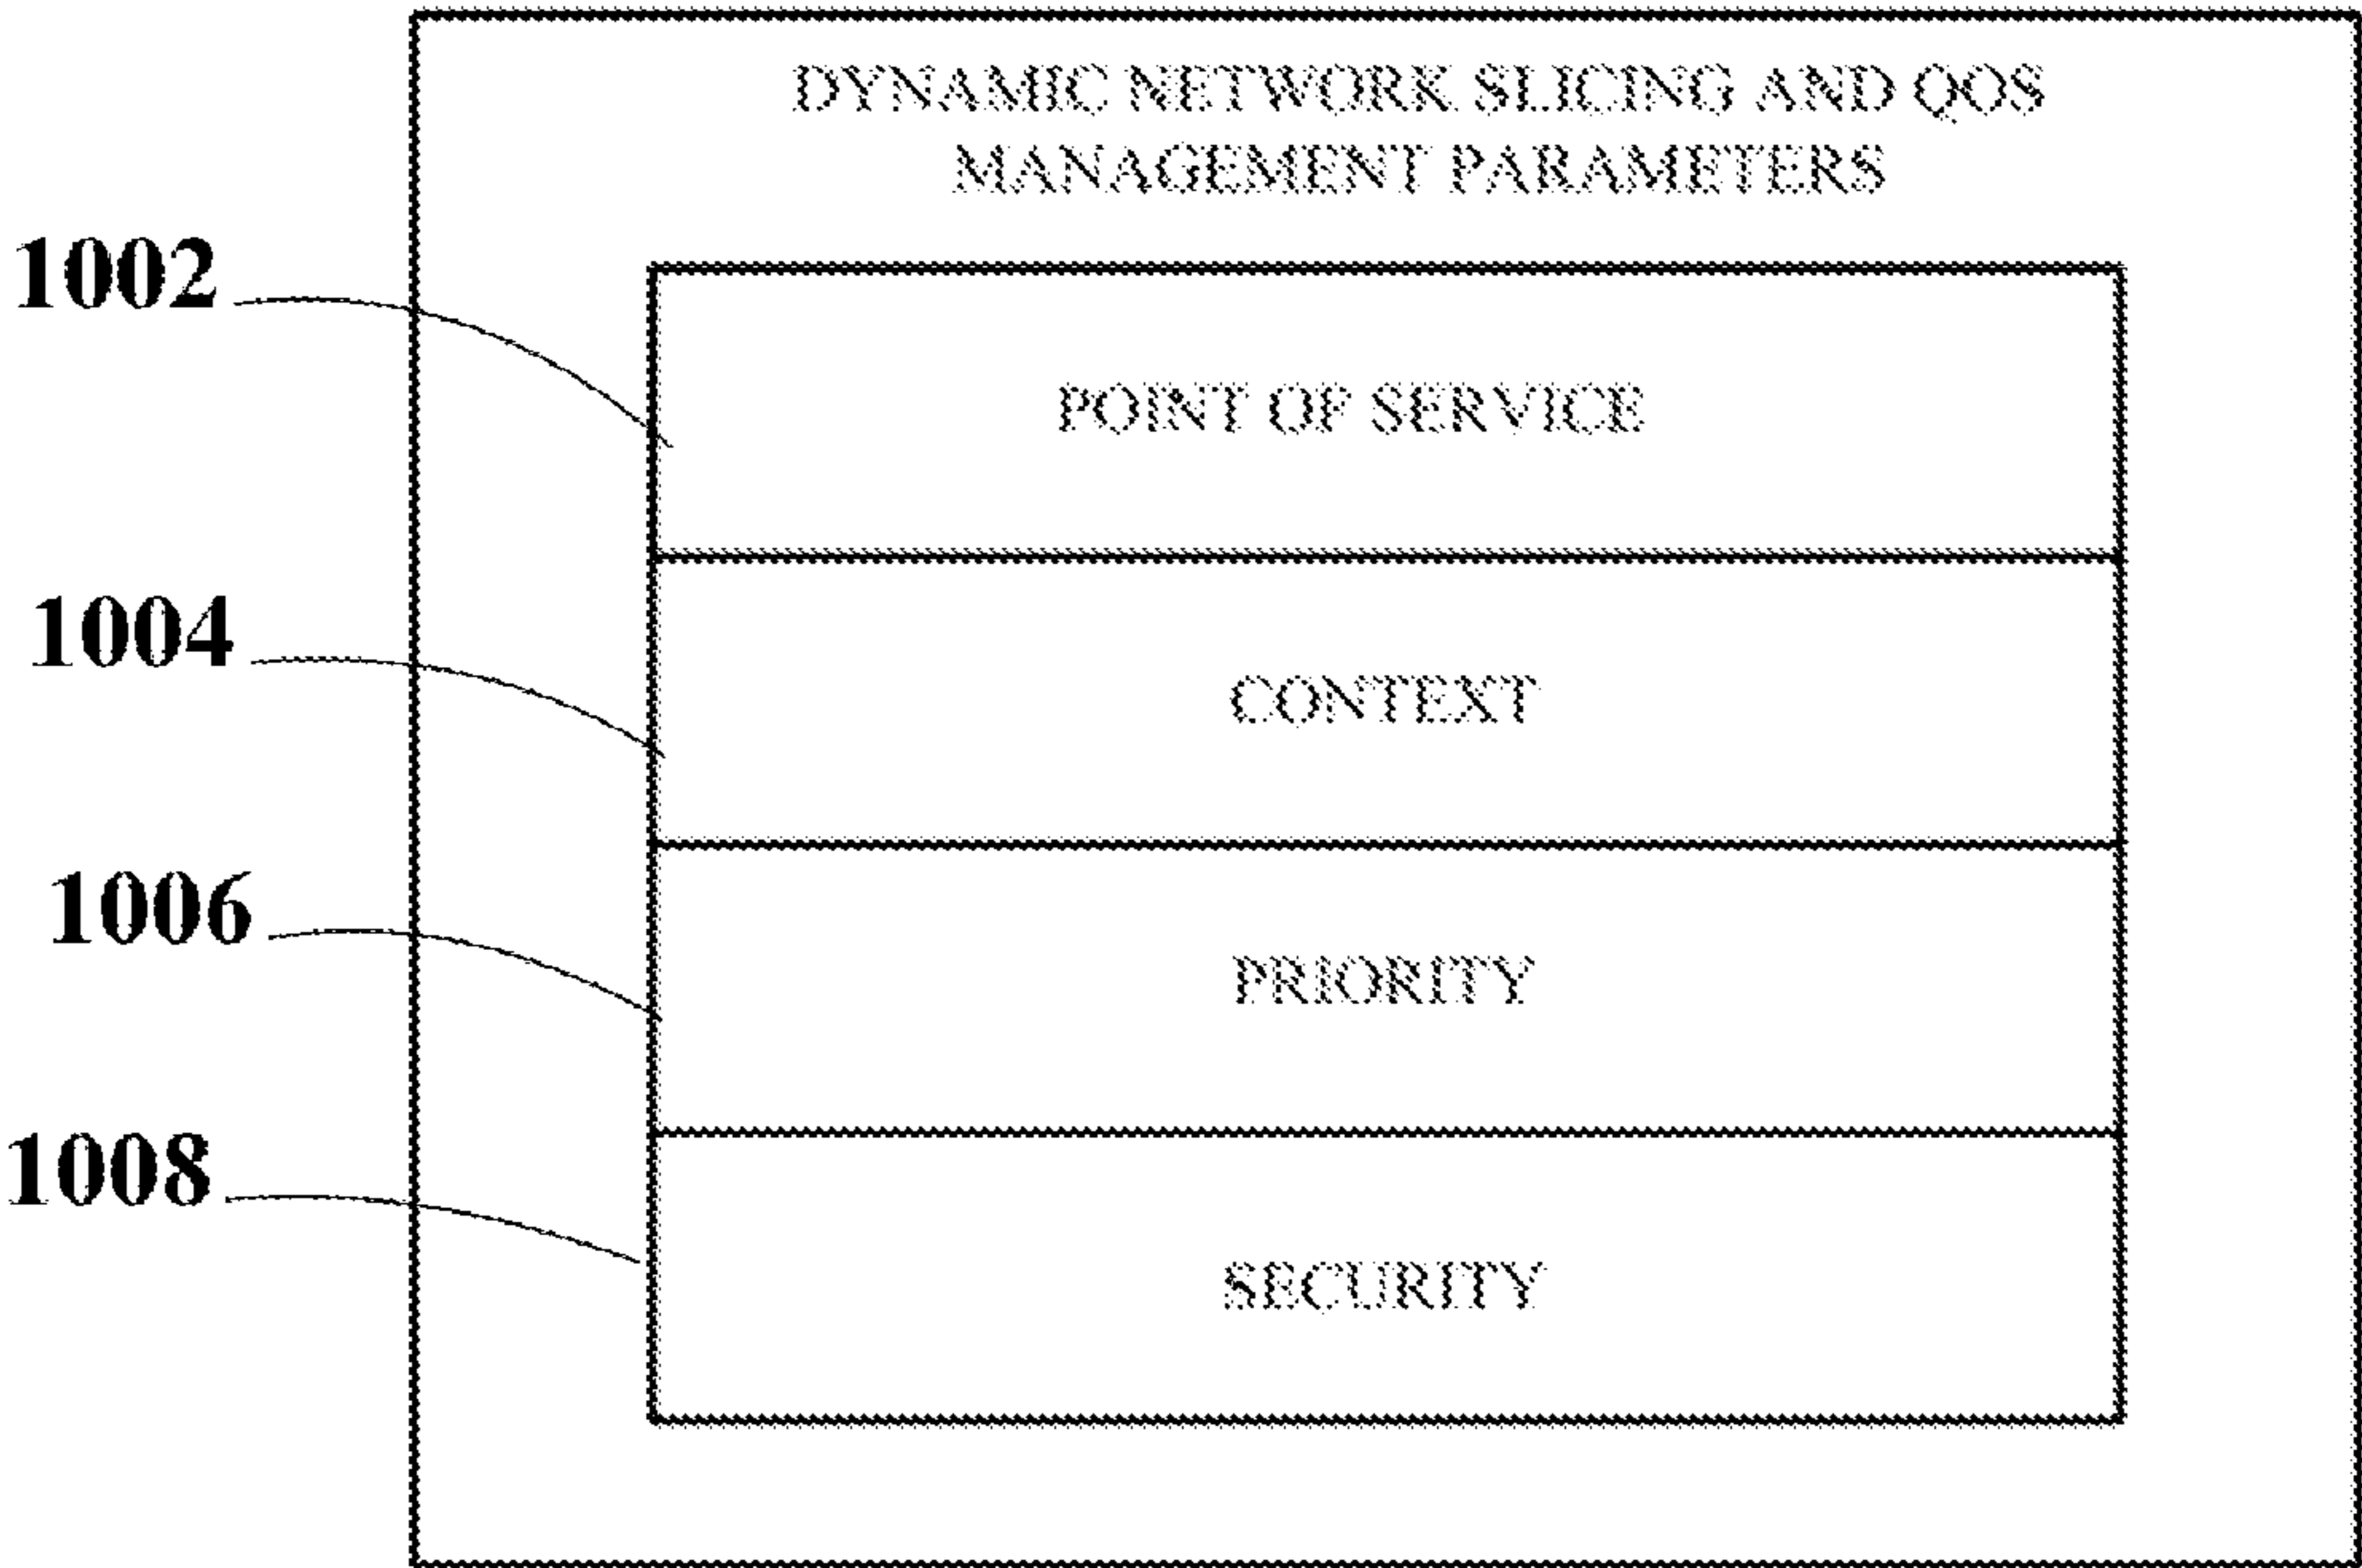 DYNAMIC NETWORK SLICING AND QOS
MANAGEMENT PARAMETERS
1002
POINT OF SERVICE
1004
CONTEXT
1006
PRIORITY
1008
SECURITY